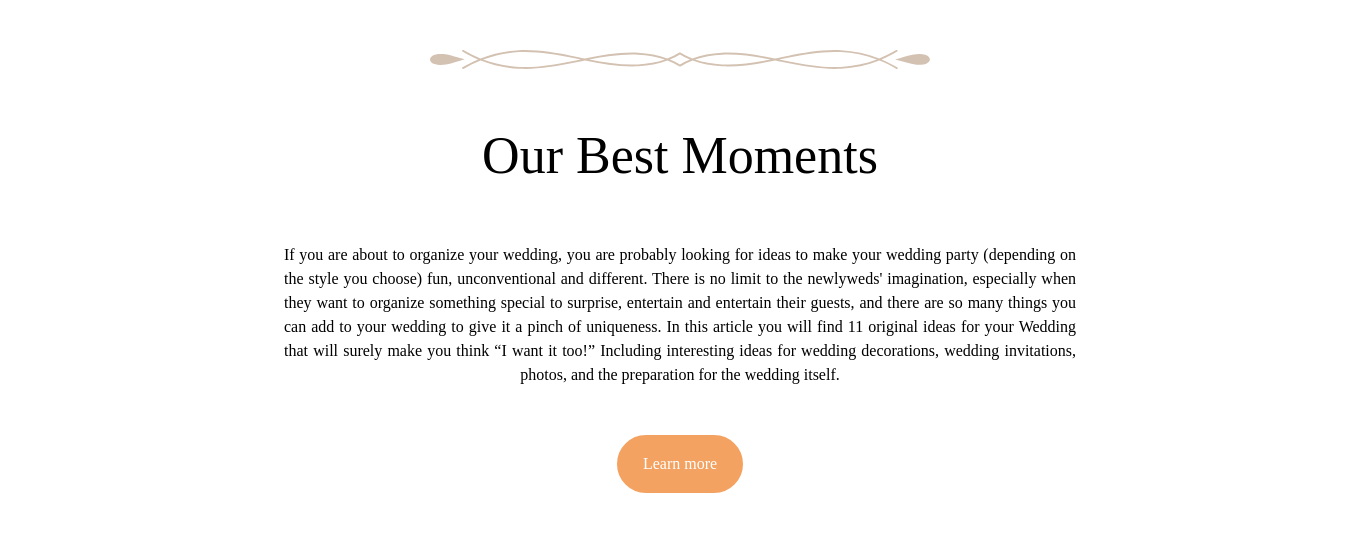 Our Best Moments
If you are about to organize your wedding, you are probably looking for ideas to make your wedding party (depending on
the style you choose) fun, unconventional and different. There is no limit to the newlyweds' imagination, especially when
they want to organize something special to surprise, entertain and entertain their guests, and there are so many things you
can add to your wedding to give it a pinch of uniqueness. In this article you will find 11 original ideas for your Wedding
that will surely make you think “I want it too!” Including interesting ideas for wedding decorations, wedding invitations,
photos, and the preparation for the wedding itself.
Learn more